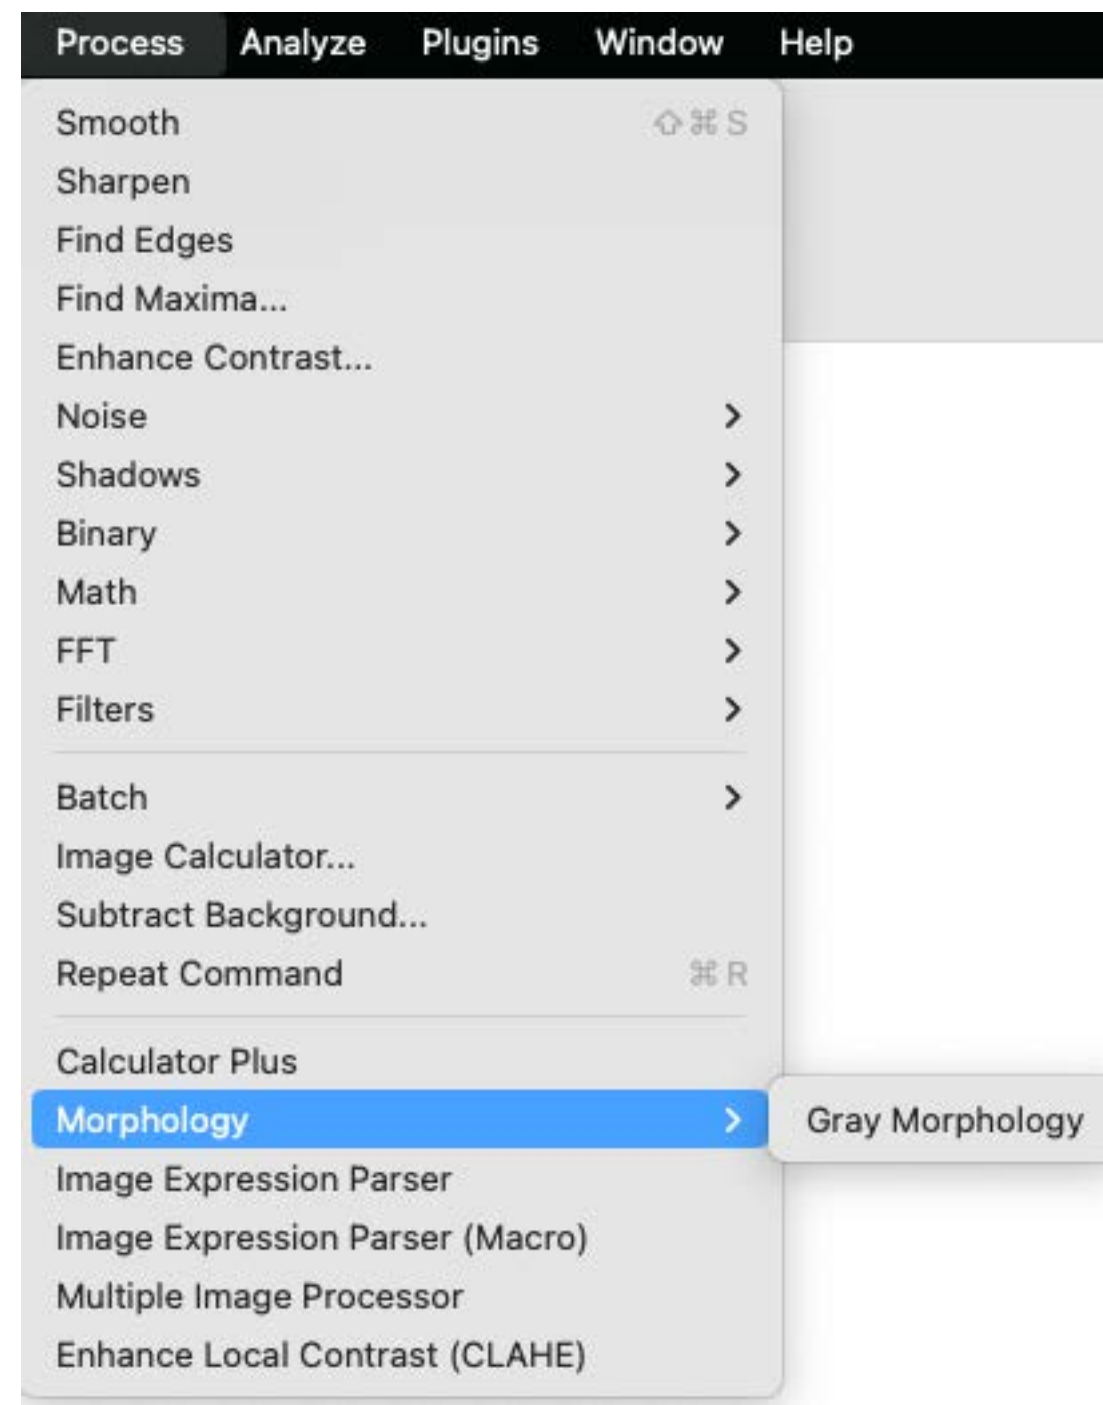 Process Analyze Plugins Window Help
Smooth ⇧⌘S
Sharpen
Find Edges
Find Maxima...
Enhance Contrast...
Noise
Shadows
Binary
Math
FFT
Filters
Batch
Image Calculator...
Subtract Background...
Repeat Command ⌘R
Calculator Plus
Morphology Gray Morphology
Image Expression Parser
Image Expression Parser (Macro)
Multiple Image Processor
Enhance Local Contrast (CLAHE)